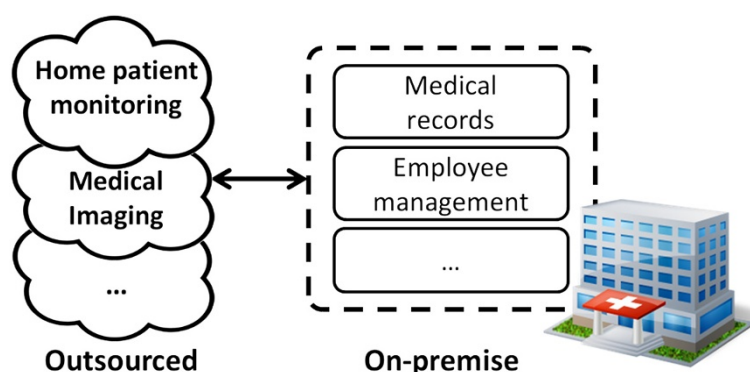 Home patient
monitoring
Medical
Imaging
...
Outsourced
Medical
records
Employee
management
...
On-premise